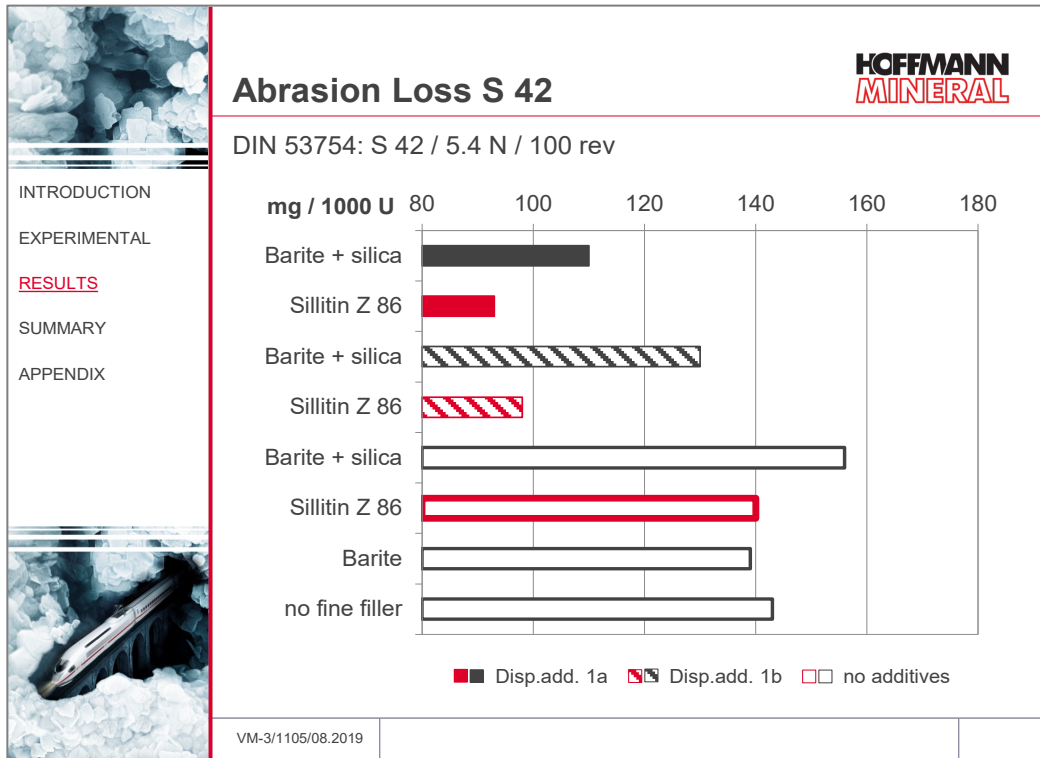 Abrasion Loss S 42
HOFFMANN
MINERAL
DIN 53754: S 42 / 5.4 N / 100 rev
INTRODUCTION
EXPERIMENTAL
RESULTS
SUMMARY
APPENDIX
mg / 1000 U 80 100 120 140 160 180
Barite + silica
Sillitin Z 86
Barite + silica
Sillitin Z 86
Barite + silica
Sillitin Z 86
Barite
no fine filler
Disp.add. 1a Disp.add. 1b no additives
VM-3/1105/08.2019